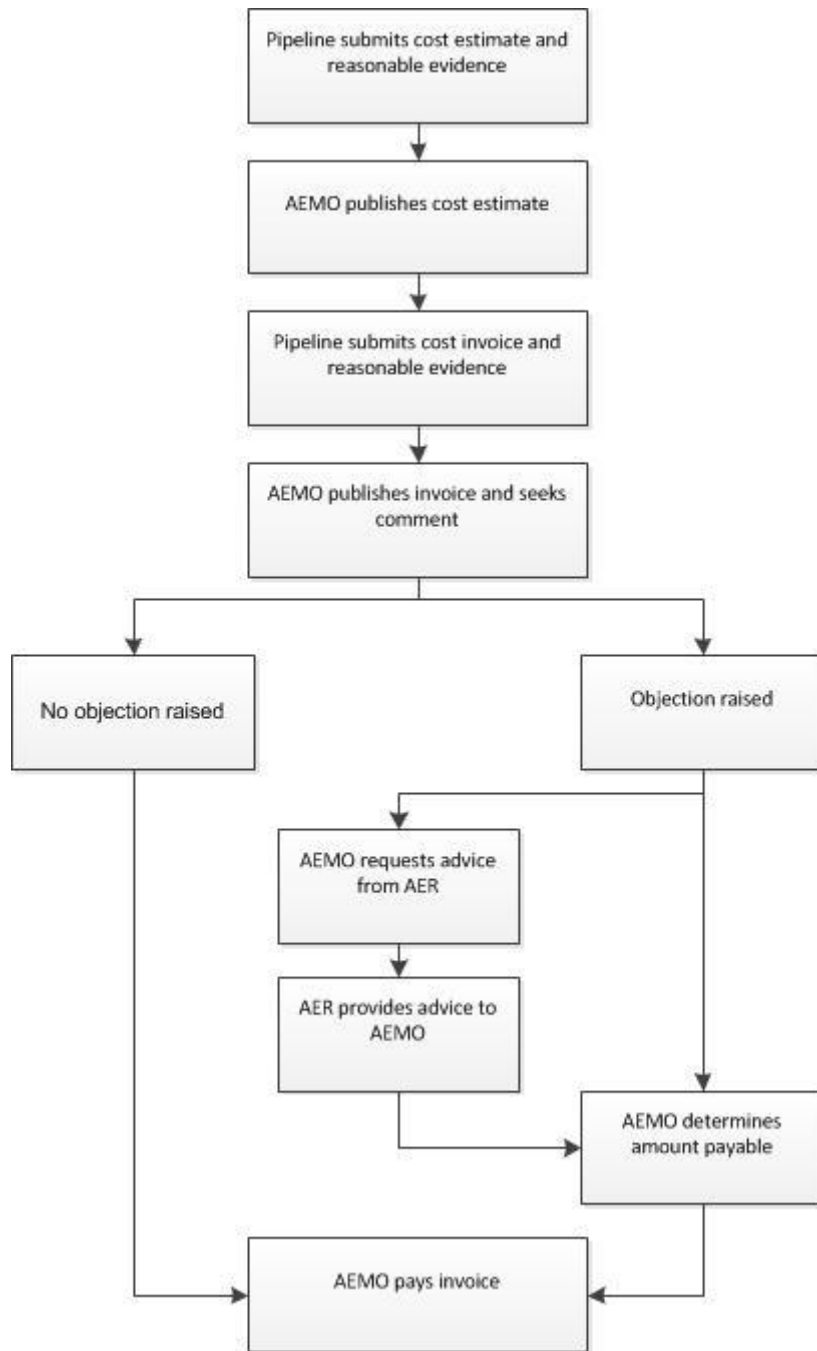 Pipeline submits cost estimate and
reasonable evidence
AEMO publishes cost estimate
Pipeline submits cost invoice and
reasonable evidence
AEMO publishes invoice and seeks
comment
No objection raised
Objection raised
AEMO requests advice
from AER
AER provides advice to
AEMO
AEMO determines
amount payable
AEMO pays invoice